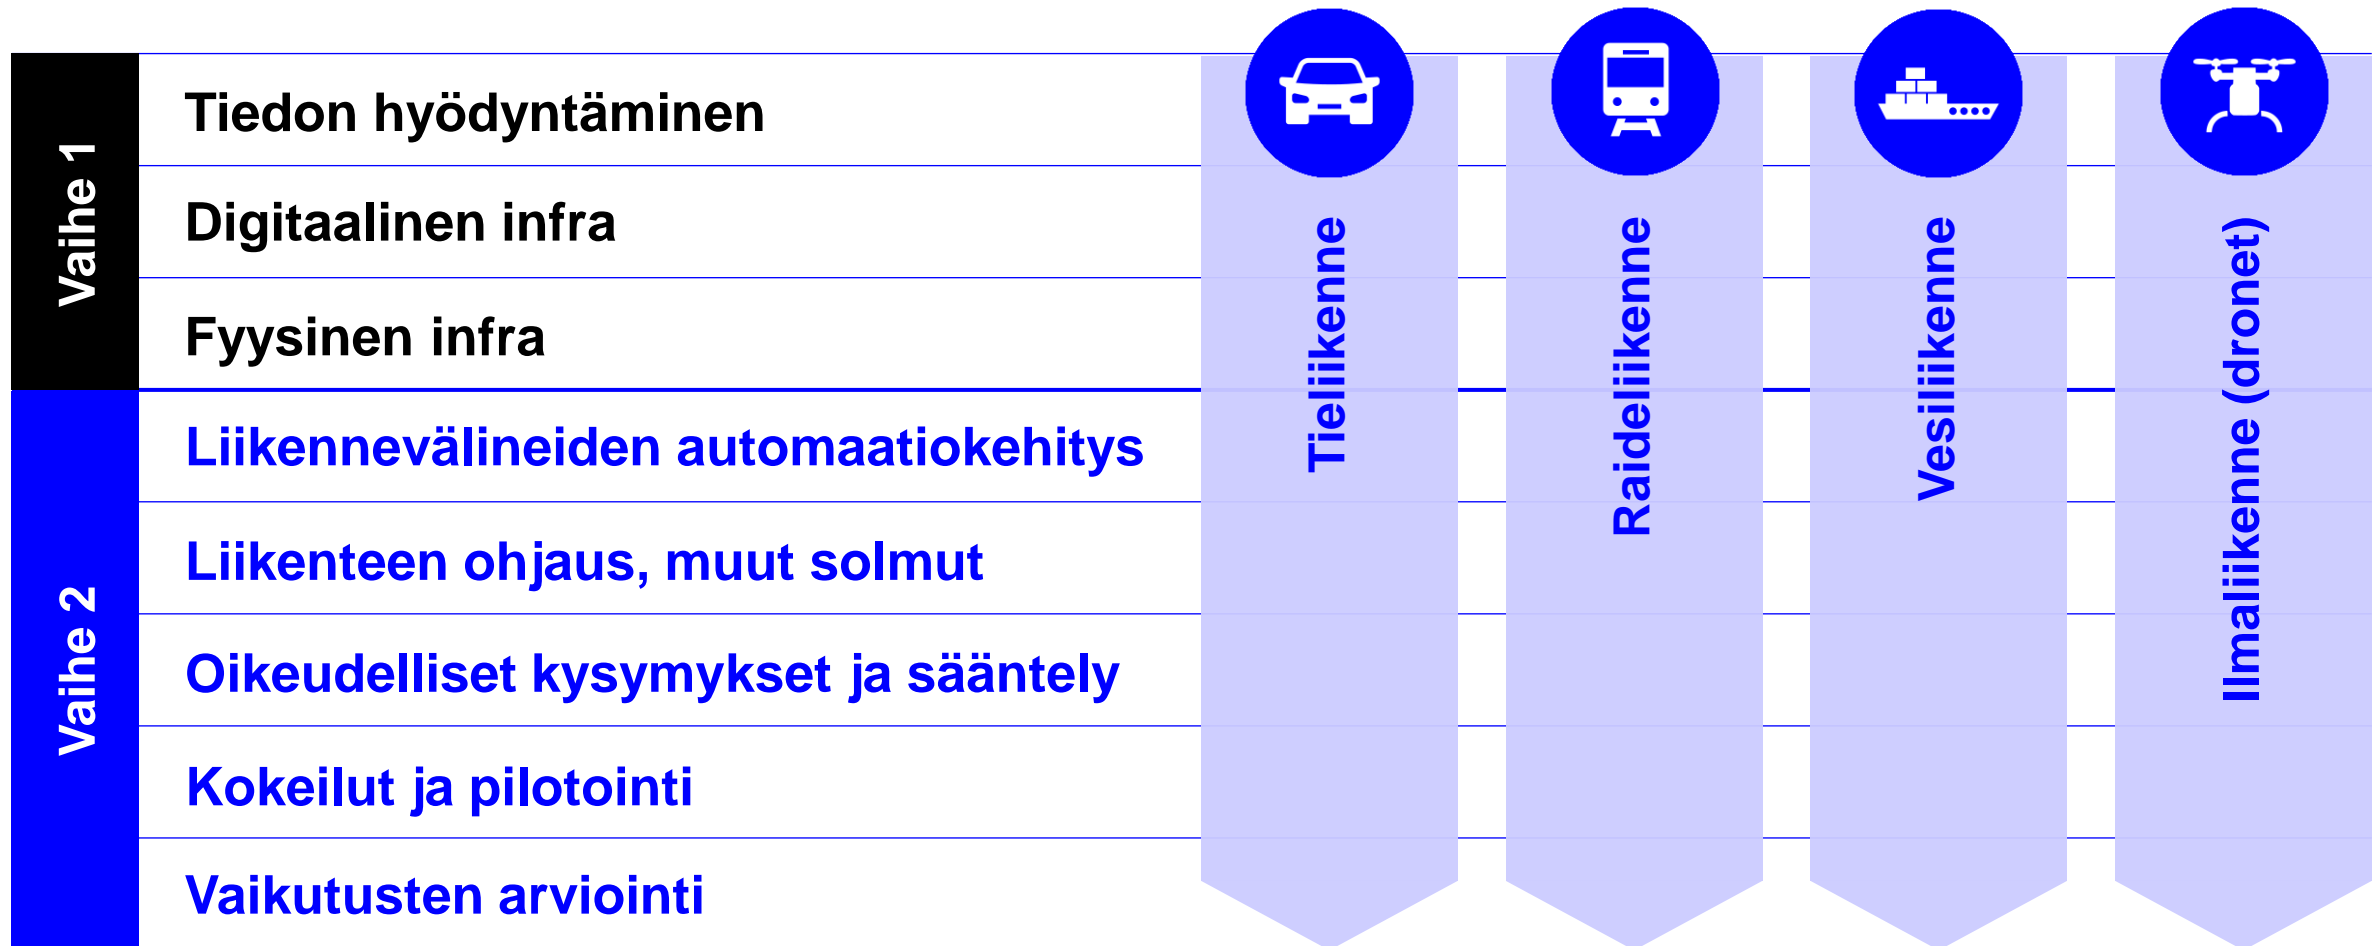 Vaihe 1
Tiedon hyödyntäminen
Digitaalinen infra
Fyysinen infra
Vaihe 2
Liikennevälineiden automaatiokehitys
Liikenteen ohjaus, muut solmut
Oikeudelliset kysymykset ja sääntely
Kokeilut ja pilotointi
Vaikutusten arviointi
Tieliikenne
Raideliikenne
Vesiliikenne
Ilmaliikenne (dronet)